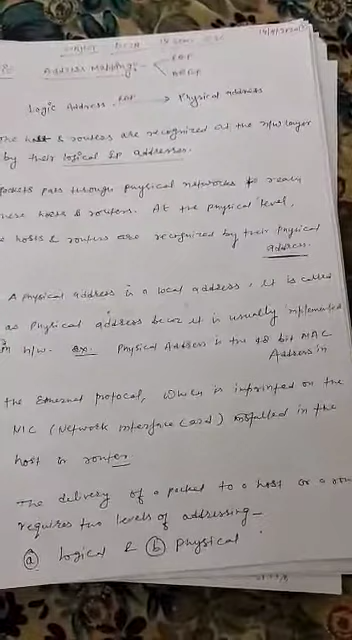 Address Mapping :-
Logic Address ARP → Physical address
The host & routers are recognized at the n/w layer
by their logical IP addresses.
packets pass through physical networks to reach
these hosts & routers. At the physical level,
hosts & routers are recognized by their physical
address.
A physical address is a local address, it is called
as physical address becoz it is usually implemented
in h/w. ex. Physical Address is the 48 bit MAC
Address in
the Ethernet protocol, which is imprinted on the
NIC (Network Interface Card) installed in the
host or router
The delivery of a packet to a host or a
requires two levels of addressing -
(a) logical & (b) physical